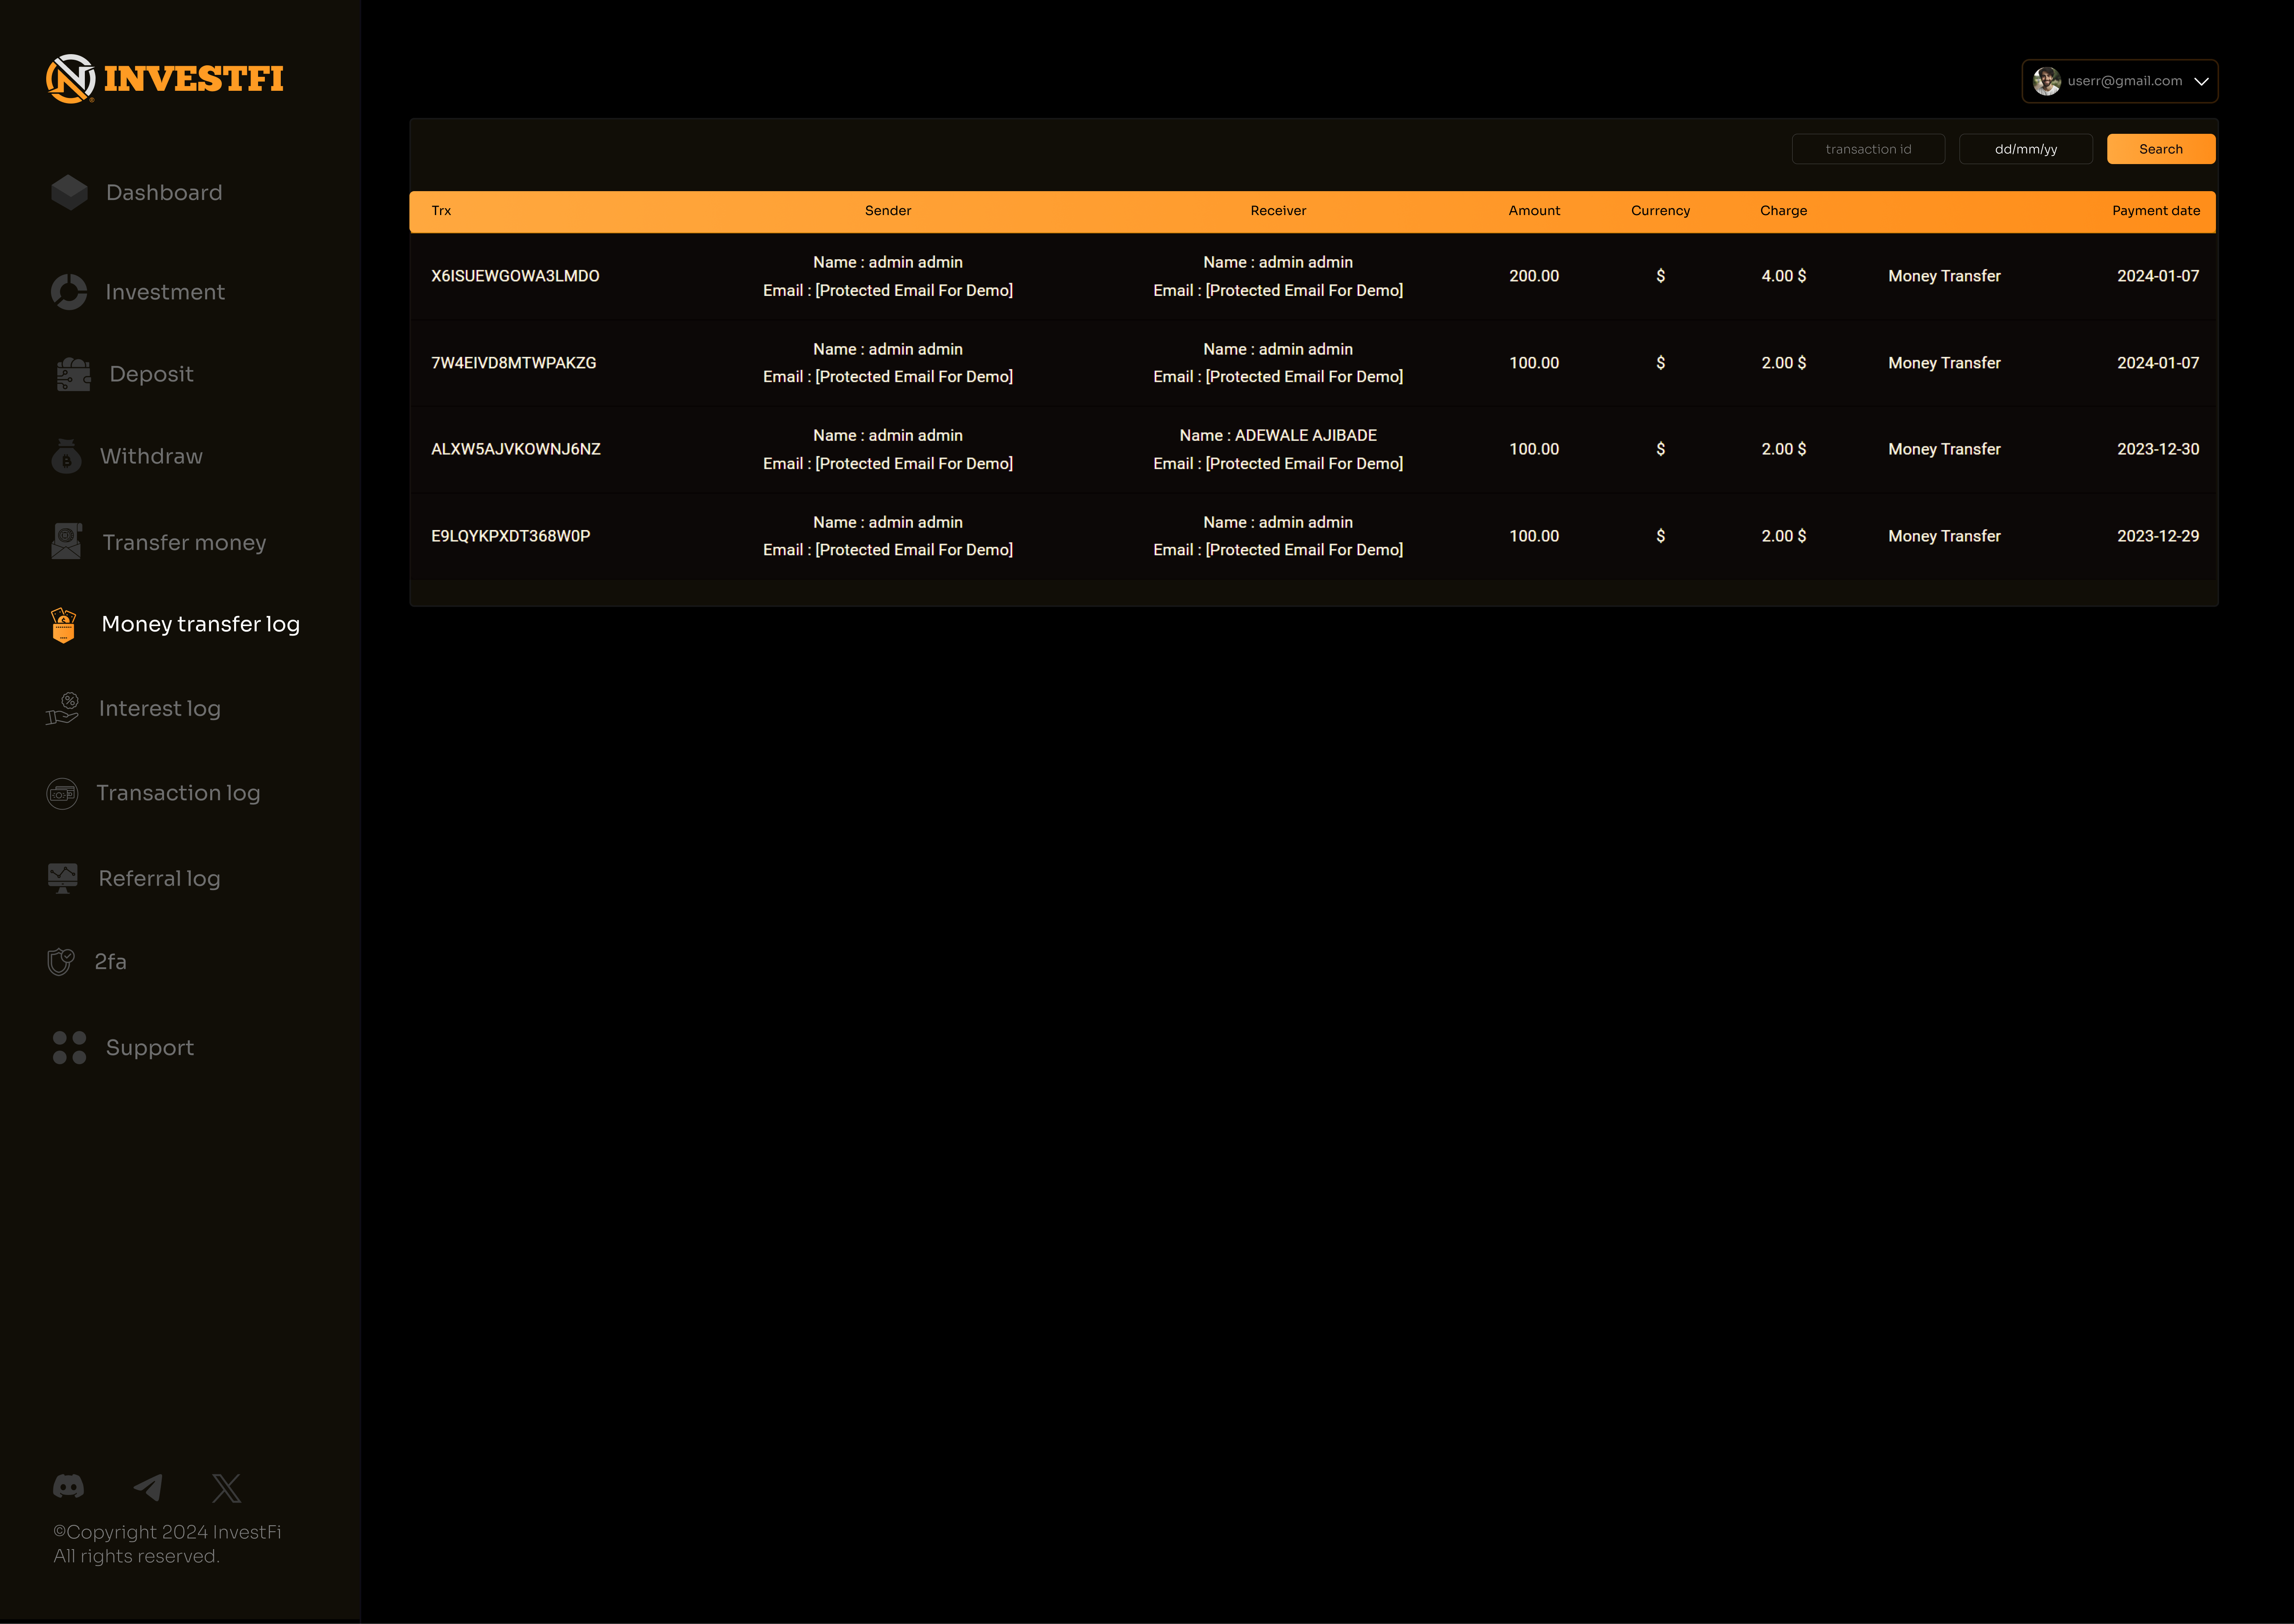 INVESTFI
userr@gmail.com
transaction id dd/mm/yy Search
Dashboard
Investment
Deposit
Withdraw
Transfer money
Money transfer log
Interest log
Transaction log
Referral log
2fa
Support
©Copyright 2024 InvestFi
All rights reserved.
Trx Sender Receiver Amount Currency Charge Payment date
Name : admin admin Name : admin admin
X6ISUEWGOWA3LMDO 200.00 $ 4.00 $ Money Transfer 2024-01-07
Email : [Protected Email For Demo] Email : [Protected Email For Demo]
Name : admin admin Name : admin admin
7W4EIVD8MTWPAKZG 100.00 $ 2.00 $ Money Transfer 2024-01-07
Email : [Protected Email For Demo] Email : [Protected Email For Demo]
Name : admin admin Name : ADEWALE AJIBADE
ALXW5AJVKOWNJ6NZ 100.00 $ 2.00 $ Money Transfer 2023-12-30
Email : [Protected Email For Demo] Email : [Protected Email For Demo]
Name : admin admin Name : admin admin
E9LQYKPXDT368W0P 100.00 $ 2.00 $ Money Transfer 2023-12-29
Email : [Protected Email For Demo] Email : [Protected Email For Demo]